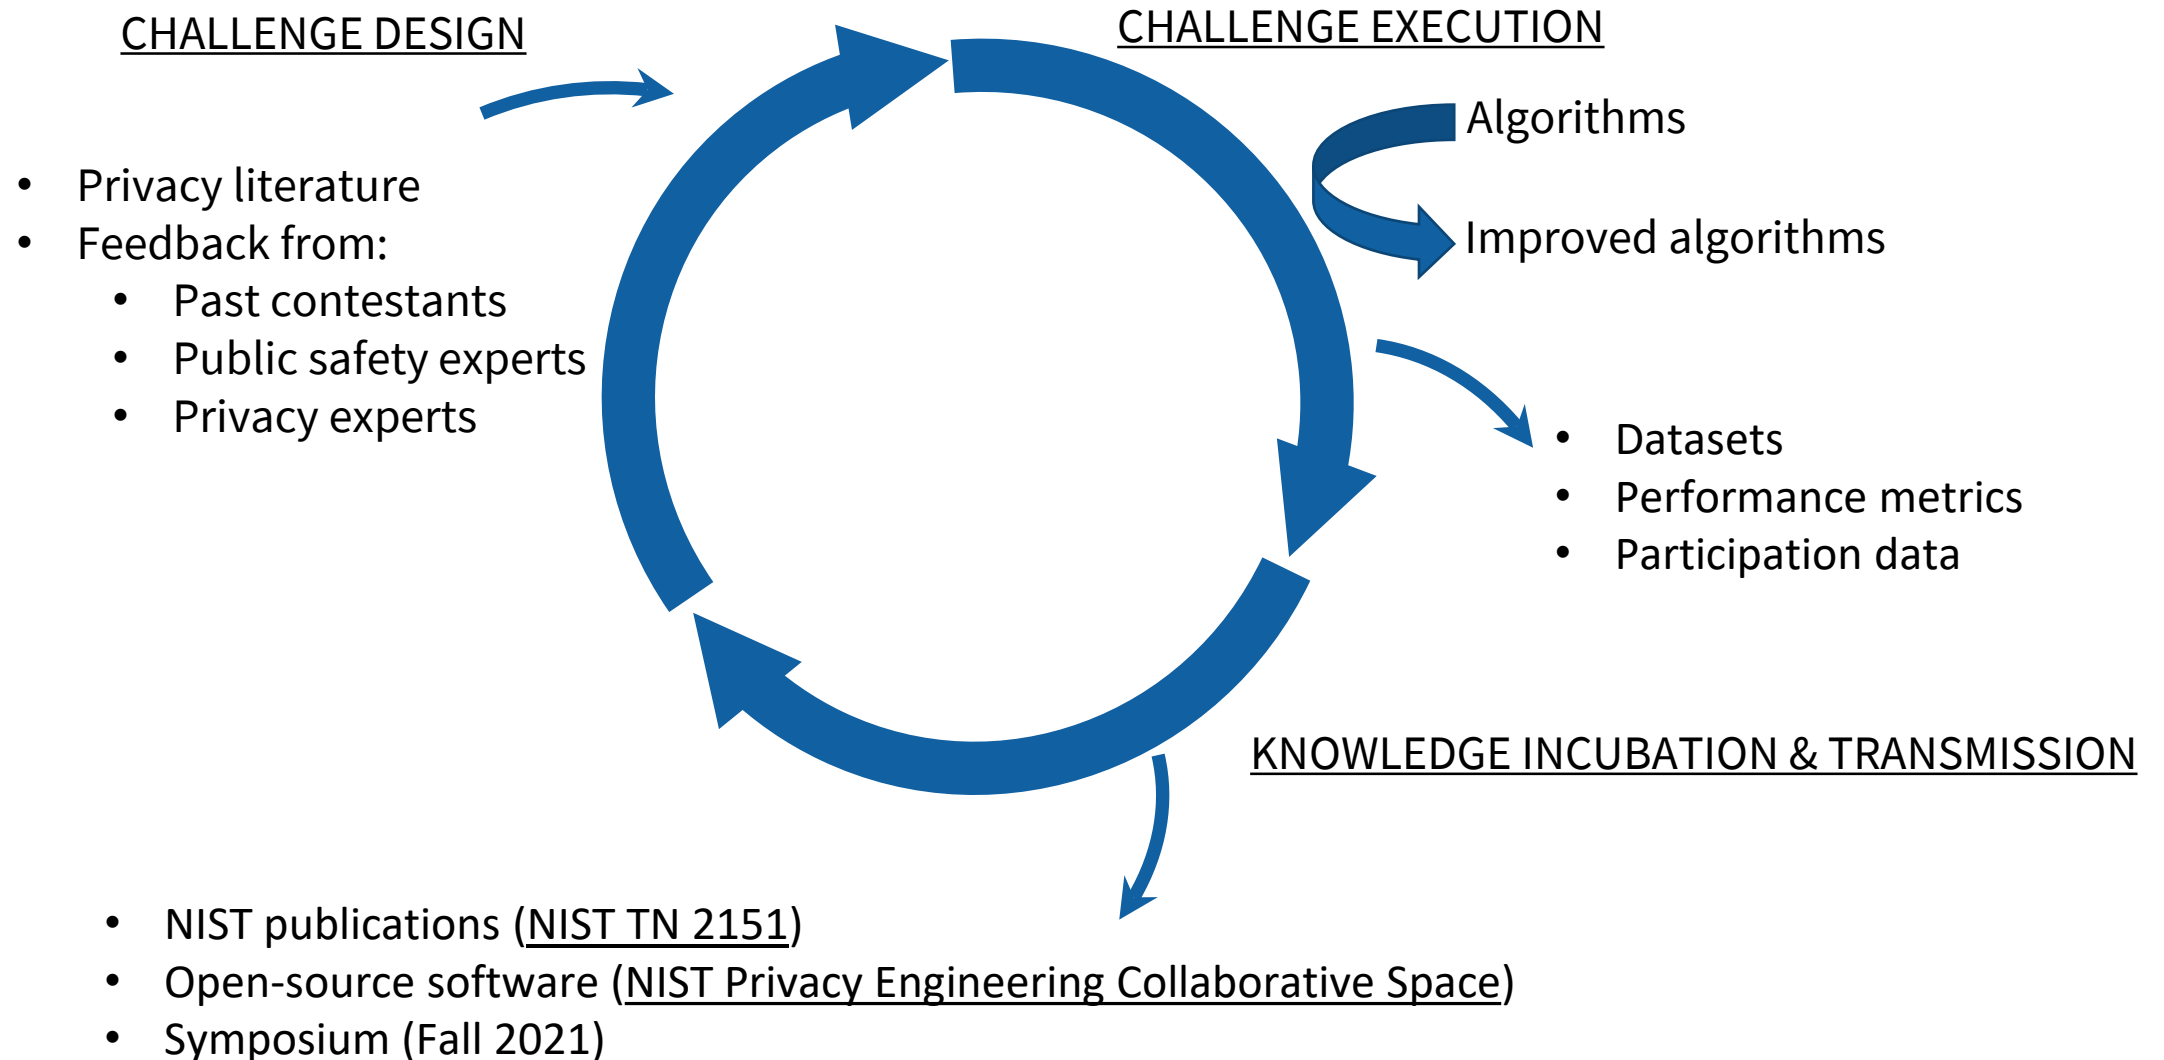 CHALLENGE DESIGN
• Privacy literature
• Feedback from:
• Past contestants
• Public safety experts
• Privacy experts
CHALLENGE EXECUTION
Algorithms
Improved algorithms
• Datasets
• Performance metrics
• Participation data
KNOWLEDGE INCUBATION & TRANSMISSION
• NIST publications (NIST TN 2151)
• Open-source software (NIST Privacy Engineering Collaborative Space)
• Symposium (Fall 2021)